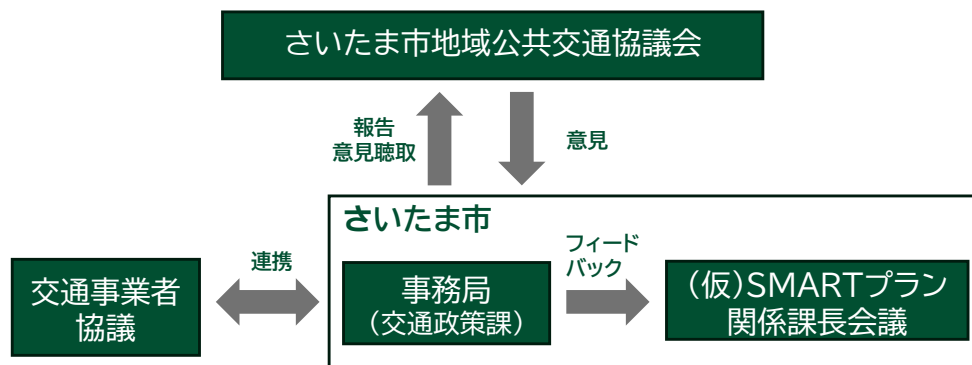 さいたま市地域公共交通協議会
報告
意見聴取
意見
さいたま市
連携
フィード
バック
交通事業者
協議
事務局
（交通政策課）
（仮）SMARTプラン
関係課長会議